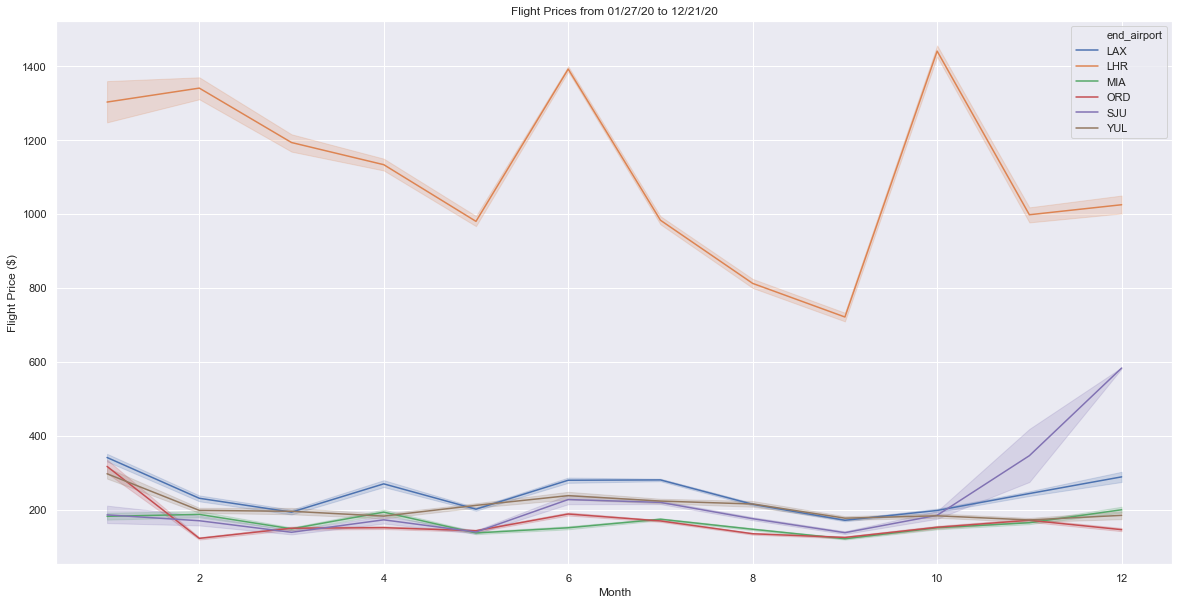 Flight Prices from 01/27/20 to 12/21/20
end_airport
LAX
LHR
MIA
ORD
SJU
YUL
Flight Price ($)
1400
1200
1000
800
600
400
200
2 4 6 8 10 12
Month